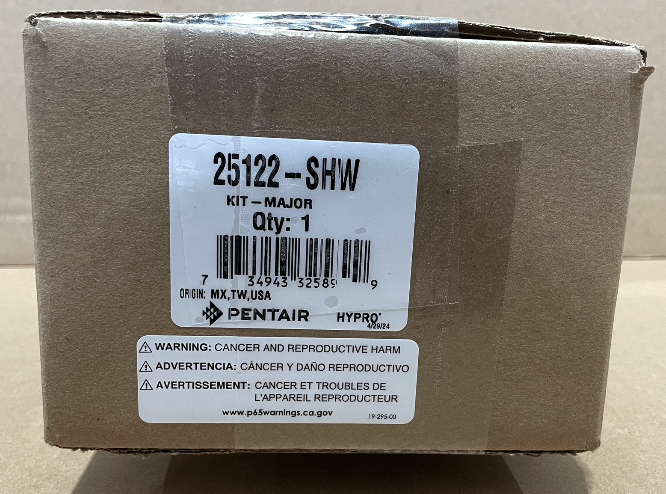 25122-SHW
KIT-MAJOR
Qty: 1
7 34943 32589 9
ORIGIN: MX,TW,USA
PENTAIR HYPRO®
4/29/24
⚠ WARNING: CANCER AND REPRODUCTIVE HARM
⚠ ADVERTENCIA: CÁNCER Y DAÑO REPRODUCTIVO
⚠ AVERTISSEMENT: CANCER ET TROUBLES DE
L'APPAREIL REPRODUCTEUR
www.p65warnings.ca.gov 19-295-00